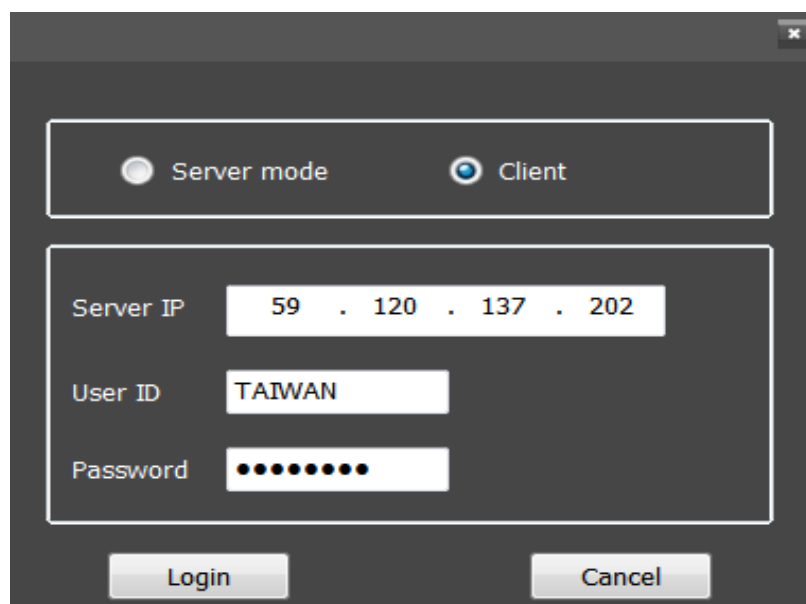 Server mode Client
Server IP 59 . 120 . 137 . 202
User ID TAIWAN
Password ●●●●●●●●
Login Cancel